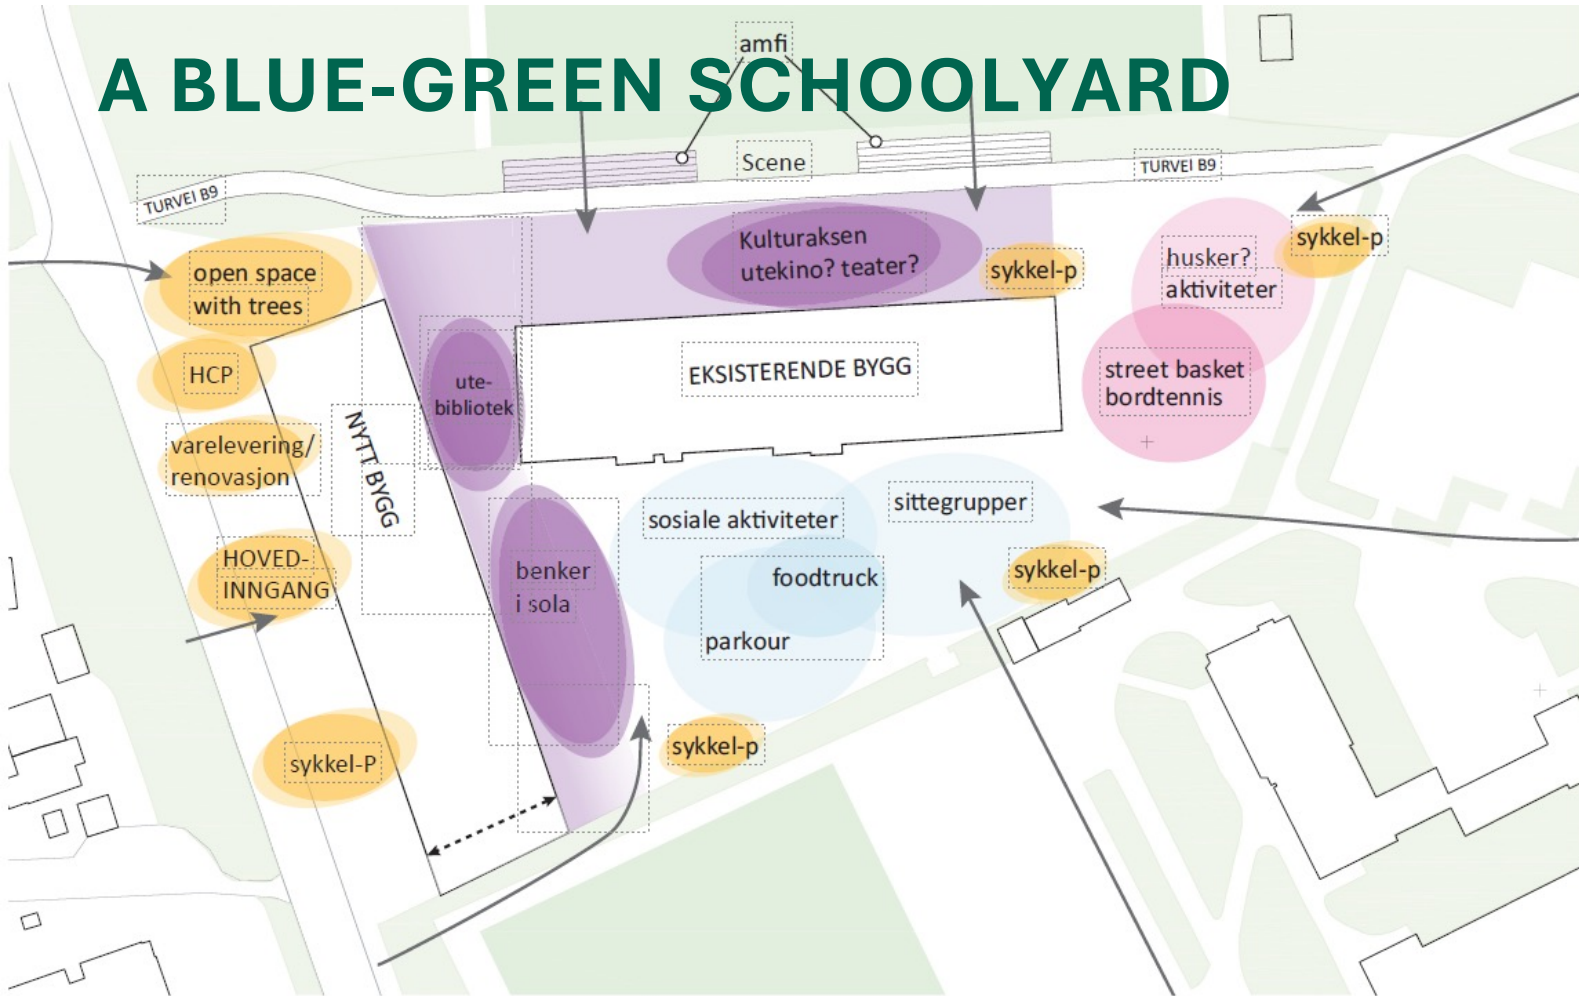 amfi
A BLUE-GREEN SCHOOLYARD
Scene
TURVEI B9
TURVEI B9
Kulturaksen
utekino? teater?
sykkel-p
husker?
aktiviteter
sykkel-p
open space
with trees
HCP
ute-
bibliotek
EKSISTERENDE BYGG
street basket
bordtennis
varelevering/
renovasjon
NYTT BYGG
sosiale aktiviteter
sittegrupper
HOVED-
INNGANG
benker
i sola
foodtruck
sykkel-p
parkour
sykkel-P
sykkel-p